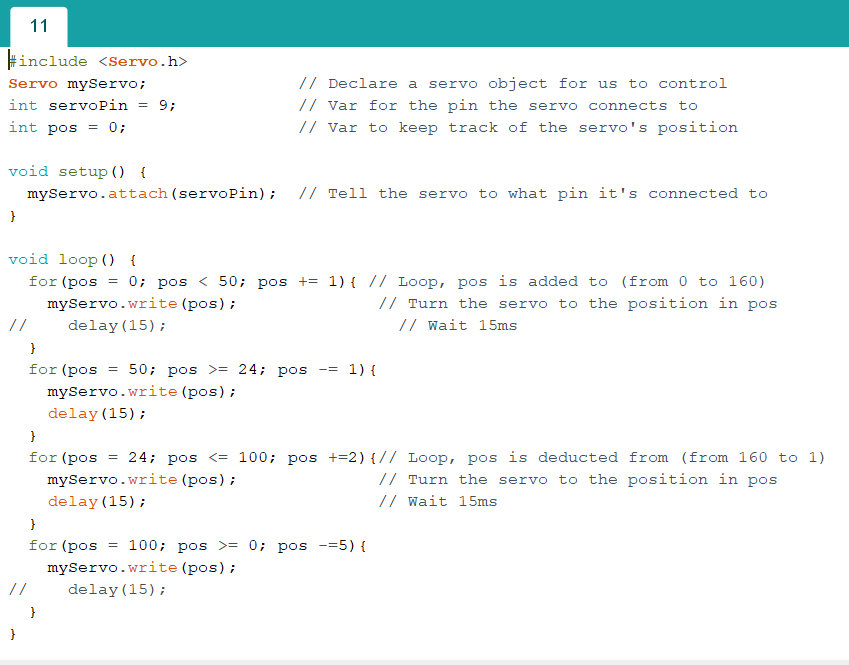 11
#include <Servo.h>
Servo myServo;                 // Declare a servo object for us to control
int servoPin = 9;              // Var for the pin the servo connects to
int pos = 0;                   // Var to keep track of the servo's position

void setup() {
  myServo.attach(servoPin);    // Tell the servo to what pin it's connected to
}

void loop() {
  for(pos = 0; pos < 50; pos += 1){ // Loop, pos is added to (from 0 to 160)
    myServo.write(pos);              // Turn the servo to the position in pos
//    delay(15);                       // Wait 15ms
  }
  for(pos = 50; pos >= 24; pos -= 1){
    myServo.write(pos);
    delay(15);
  }
  for(pos = 24; pos <= 100; pos +=2){// Loop, pos is deducted from (from 160 to 1)
    myServo.write(pos);              // Turn the servo to the position in pos
    delay(15);                       // Wait 15ms
  }
  for(pos = 100; pos >= 0; pos -=5){
    myServo.write(pos);
//    delay(15);
  }
}